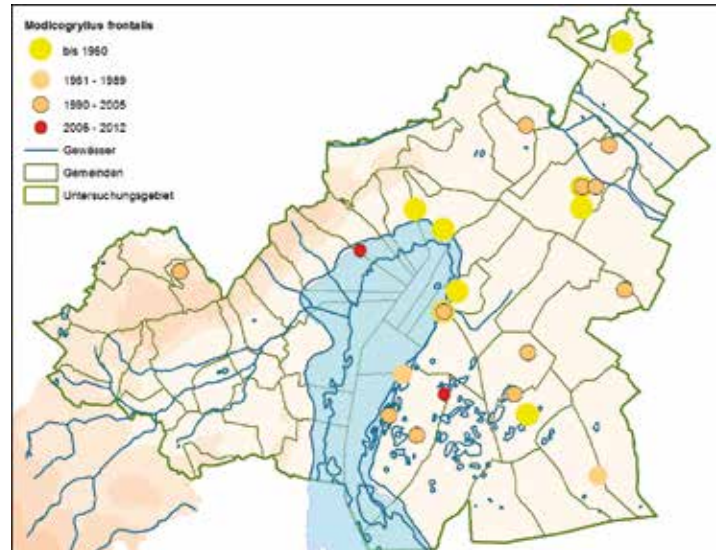 Modicogryllus frontalis
bis 1960
1961 - 1989
1990 - 2005
2006 - 2012
Gewässer
Gemeinden
Untersuchungsgebiet